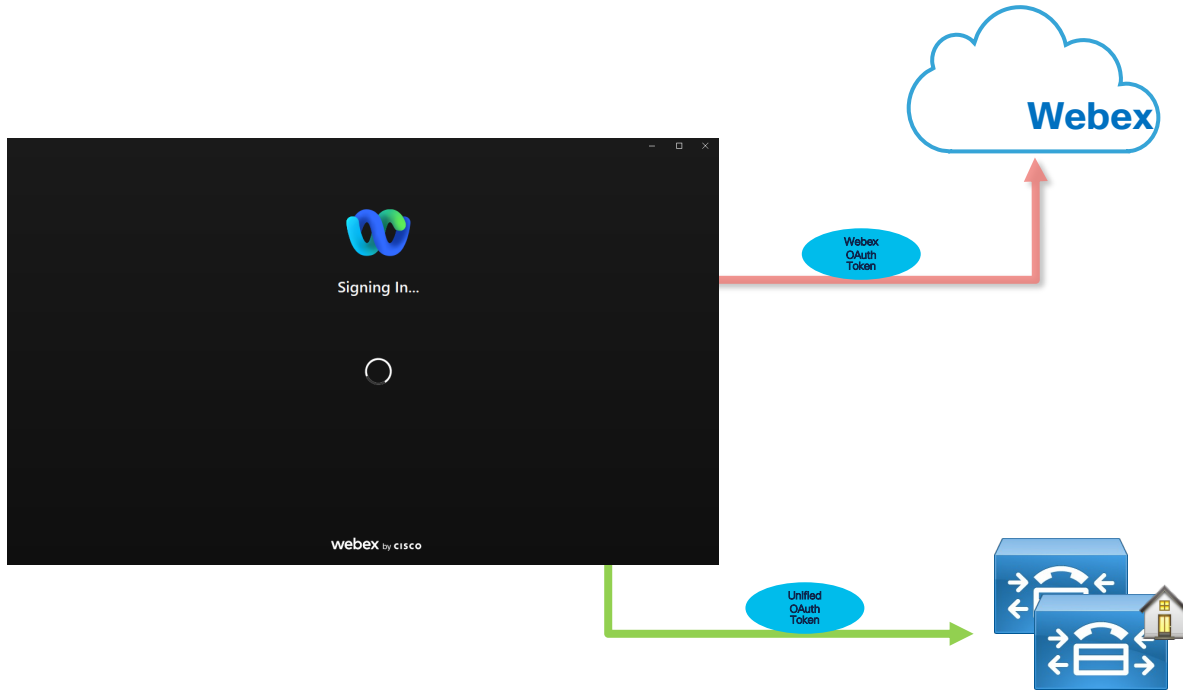 Webex
Webex
OAuth
Token
Signing In...
webex by CISCO
Unified
OAuth
Token